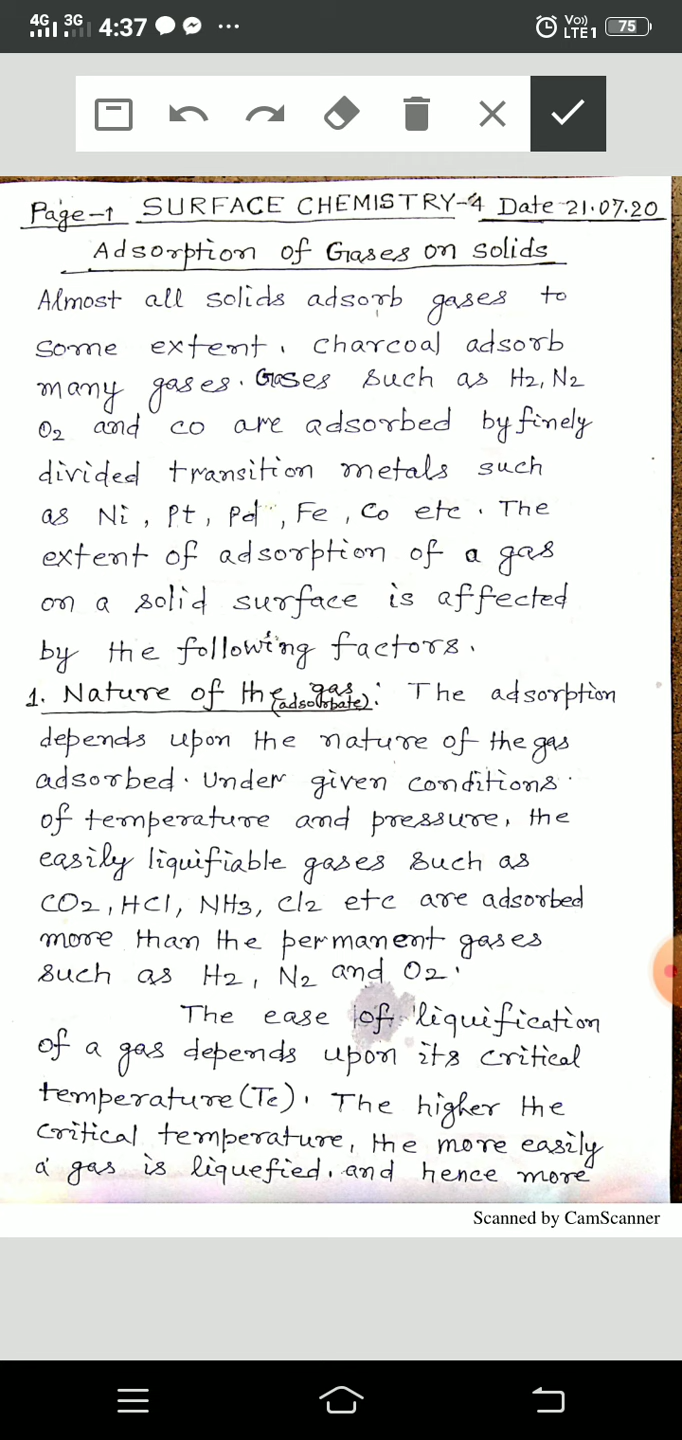 4G 3G 4:37 ... Vo)) LTE1 75
Page-1 SURFACE CHEMISTRY-4 Date 21.07.20
Adsorption of Gases on solids
Almost all solids adsorb gases to
some extent. Charcoal adsorb
many gases. Gases such as H2, N2
O2 and CO are adsorbed by finely
divided transition metals such
as Ni, Pt, Pd, Fe, Co etc. The
extent of adsorption of a gas
on a solid surface is affected
by the following factors.
1. Nature of the gas (adsorbate): The adsorption
depends upon the nature of the gas
adsorbed. Under given conditions
of temperature and pressure, the
easily liquifiable gases such as
CO2, HCl, NH3, Cl2 etc are adsorbed
more than the permanent gases
such as H2, N2 and O2.
The ease of liquification
of a gas depends upon its critical
temperature (Tc). The higher the
critical temperature, the more easily
a gas is liquefied. and hence more
Scanned by CamScanner